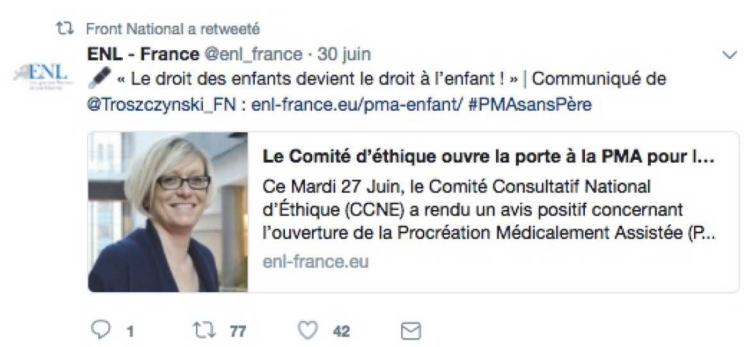 Front National a retweeté
ENL - France @enl_france · 30 juin
ENL
« Le droit des enfants devient le droit à l'enfant ! » | Communiqué de
@Troszczynski_FN : enl-france.eu/pma-enfant/ #PMAsansPère
Le Comité d'éthique ouvre la porte à la PMA pour l...
Ce Mardi 27 Juin, le Comité Consultatif National
d'Éthique (CCNE) a rendu un avis positif concernant
l'ouverture de la Procréation Médicalement Assistée (P...
enl-france.eu
1 77 42